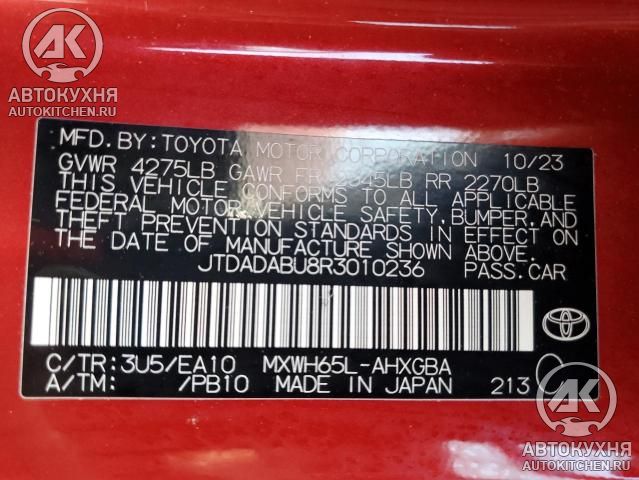 АК
АВТОКУХНЯ
AUTOKITCHEN.RU
MFD. BY: TOYOTA MOTOR CORPORATION 10/23
GVWR 4275LB GAWR FR LB RR 2270LB
THIS VEHICLE CONFORMS TO ALL APPLICABLE
FEDERAL MOTOR VEHICLE SAFETY, BUMPER, AND
THEFT PREVENTION STANDARDS IN EFFECT ON
THE DATE OF MANUFACTURE SHOWN ABOVE.
JTDADABU8R3010236 PASS. CAR
C/TR: 3U5/EA10 MXWH65L-AHXGBA
A/TM: /PB10 MADE IN JAPAN 213
АК
АВТОКУХНЯ
AUTOKITCHEN.RU